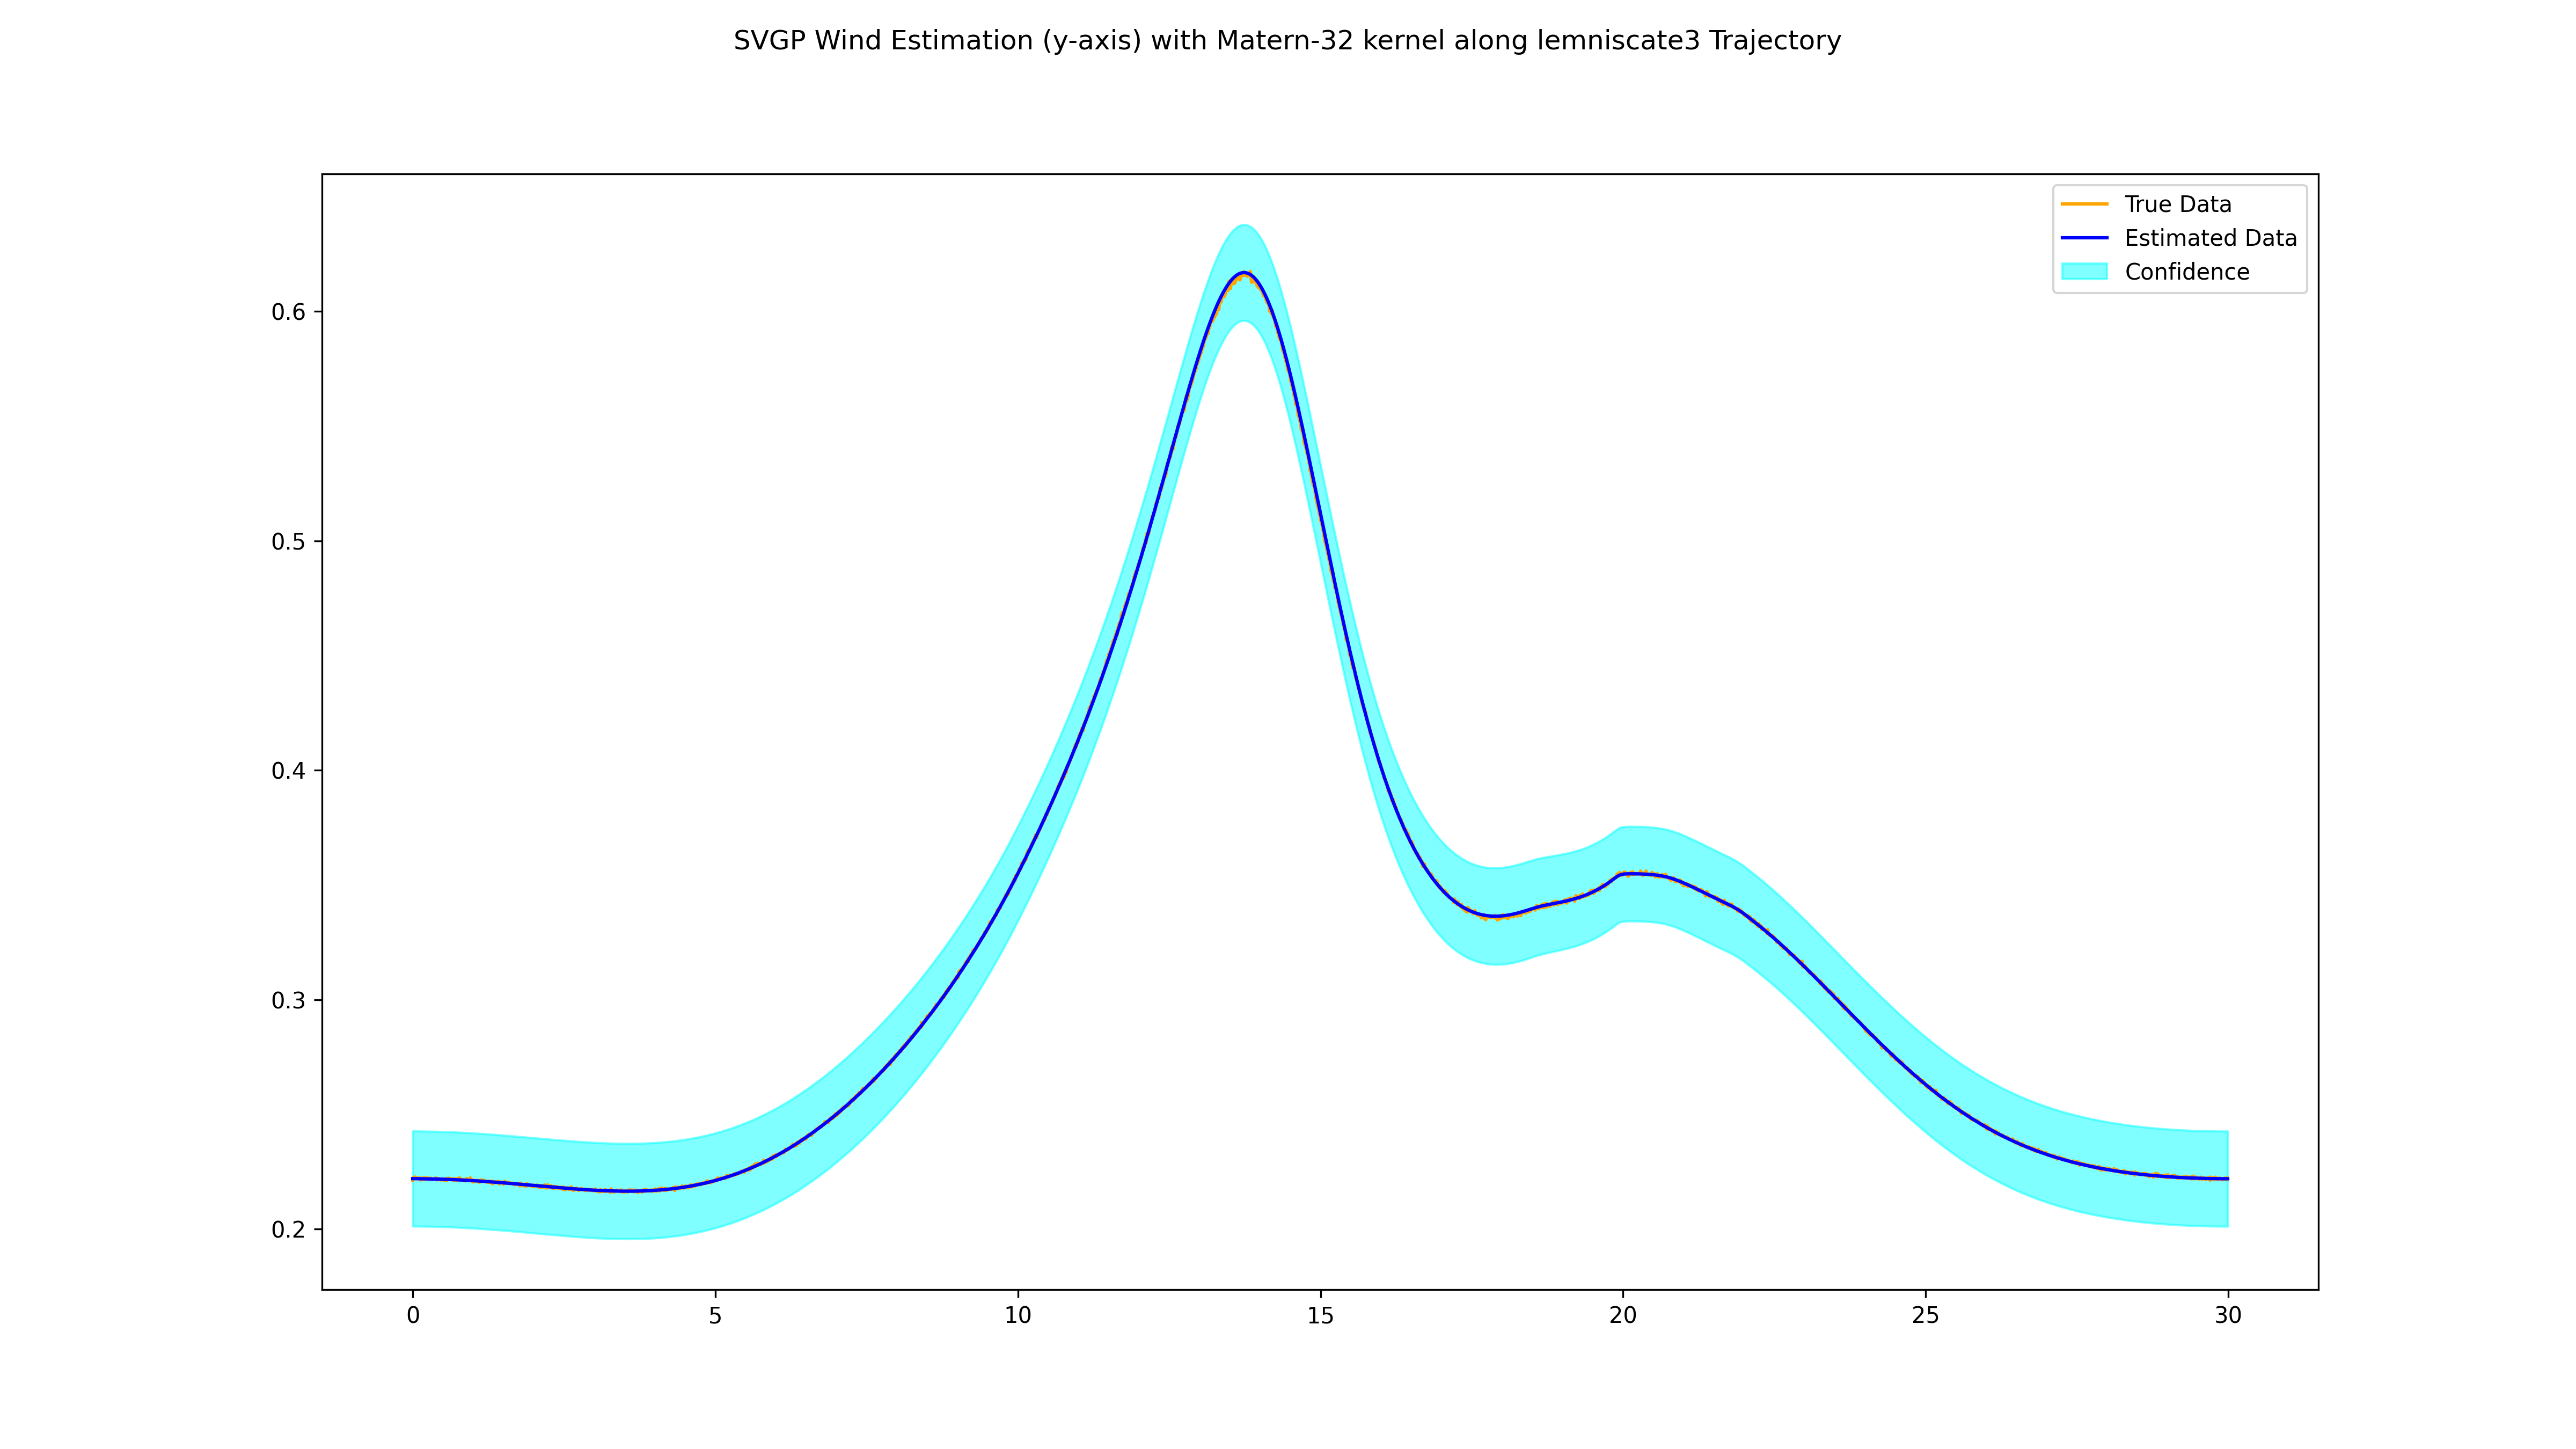 SVGP Wind Estimation (y-axis) with Matern-32 kernel along lemniscate3 Trajectory
True Data
Estimated Data
Confidence
0.6
0.5
0.4
0.3
0.2
0 5 10 15 20 25 30